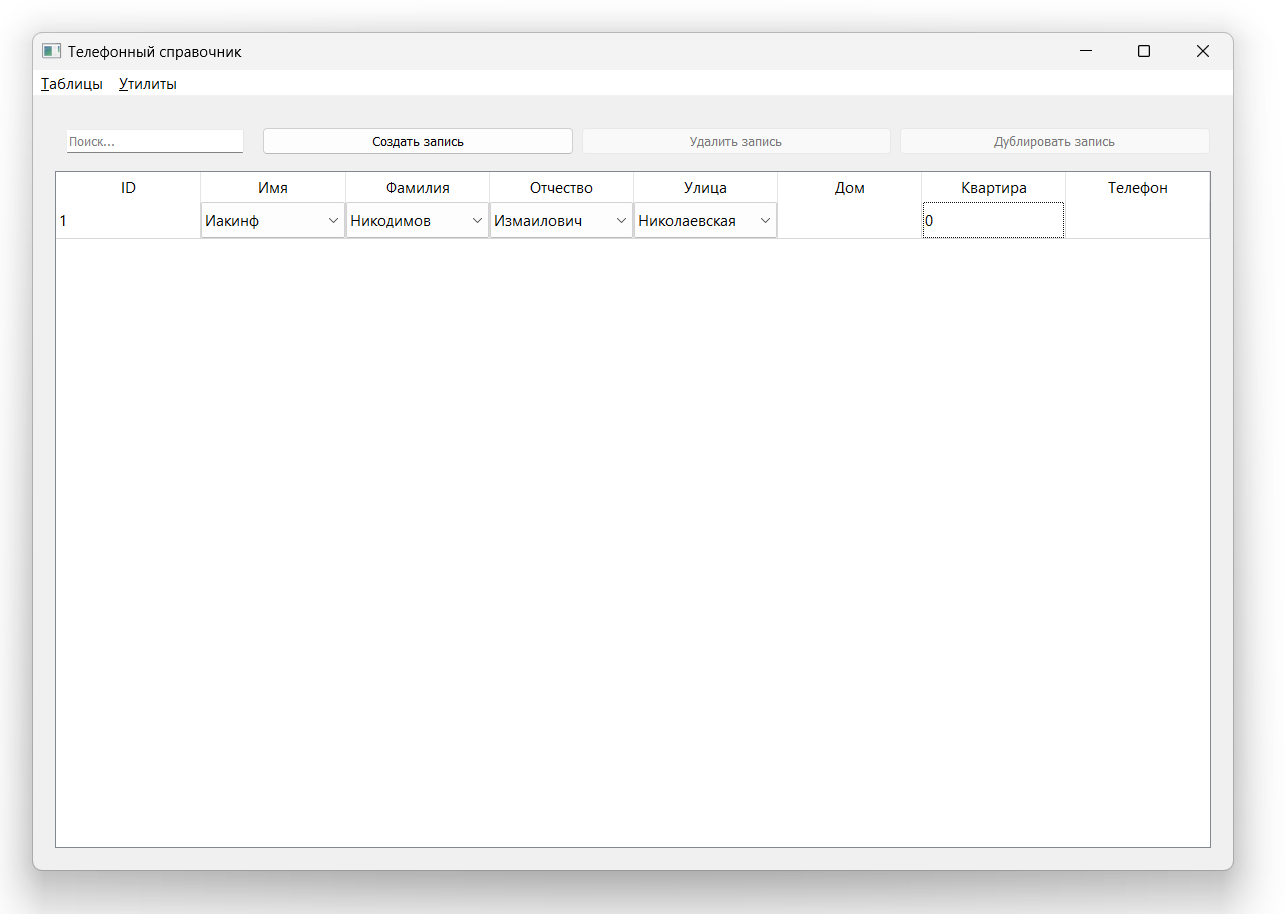 Телефонный справочник
Таблицы Утилиты
Поиск... Создать запись Удалить запись Дублировать запись
ID Имя Фамилия Отчество Улица Дом Квартира Телефон
1 Иакинф Никодимов Измаилович Николаевская 0